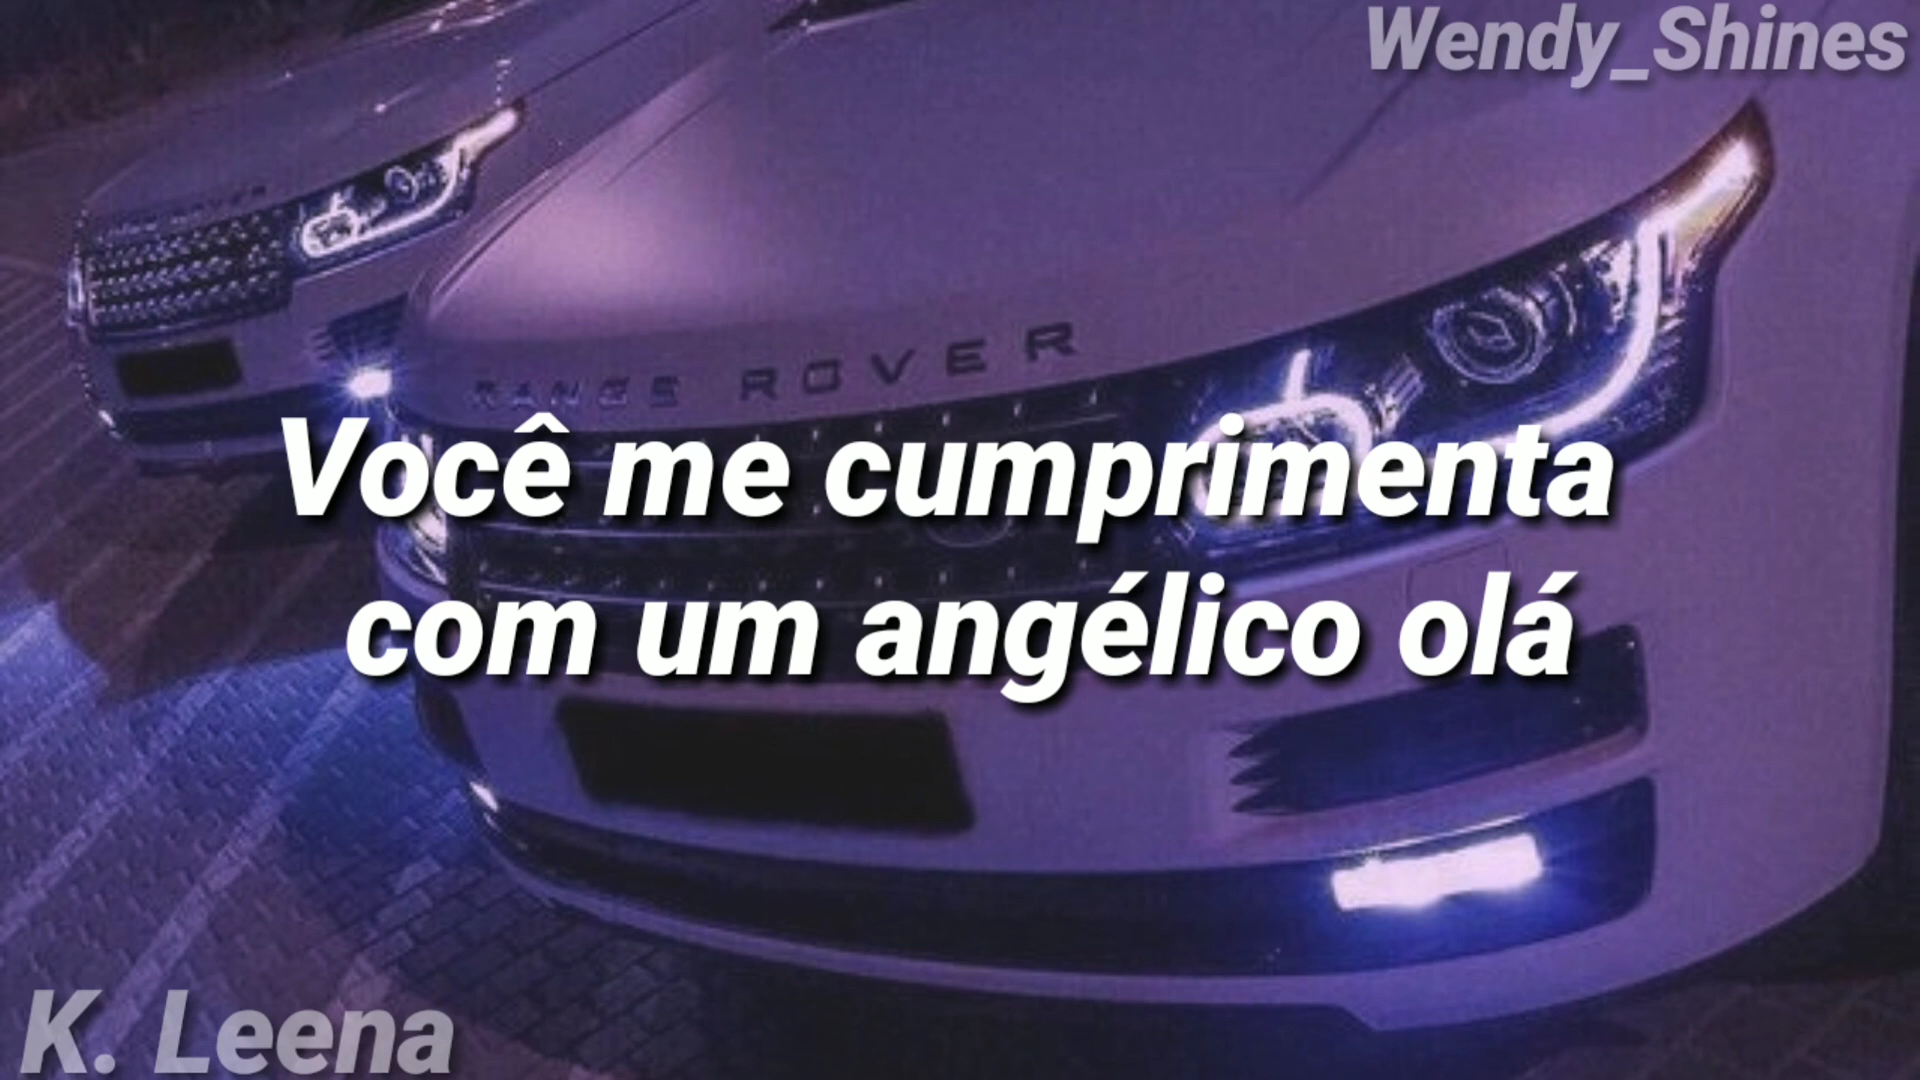 Wendy_Shines
RANGE ROVER
Você me cumprimenta
com um angélico olá
K. Leena